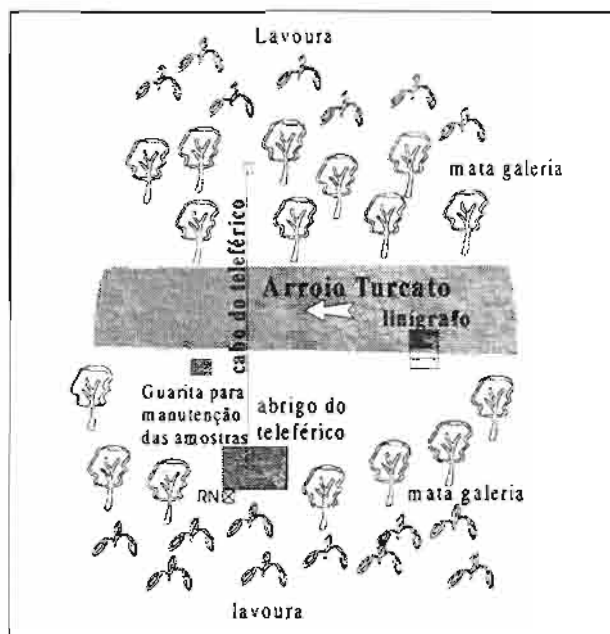 Lavoura
mata galeria
cabo do teleférico
Arroio Turcato
linígrafo
Guarita para
manutenção
das amostras
abrigo do
teleférico
RN
mata galeria
lavoura